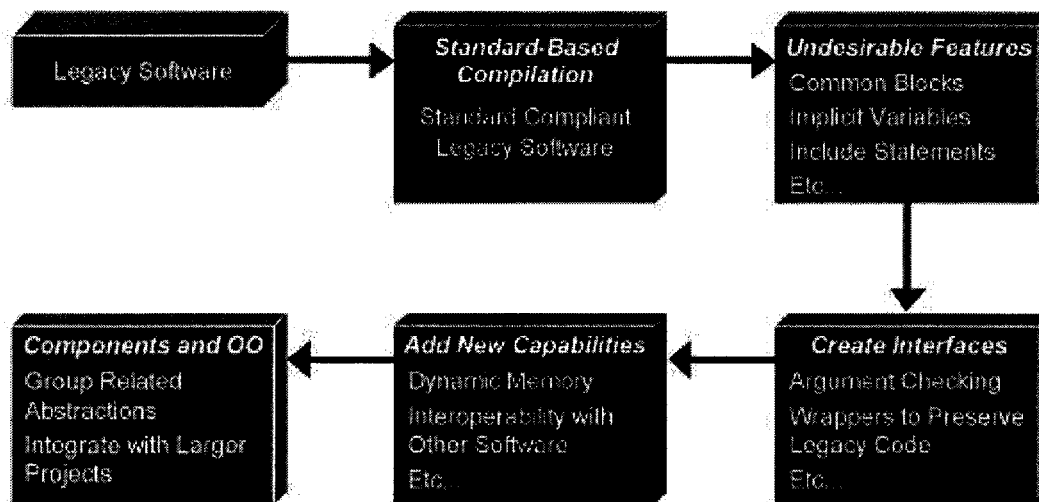 Legacy Software
Standard-Based
Compilation
Standard Compliant
Legacy Software
Undesirable Features
Common Blocks
Implicit Variables
Include Statements
Etc...
Create Interfaces
Argument Checking
Wrappers to Preserve
Legacy Code
Etc...
Add New Capabilities
Dynamic Memory
Interoperability with
Other Software
Etc...
Components and OO
Group Related
Abstractions
Integrate with Larger
Projects